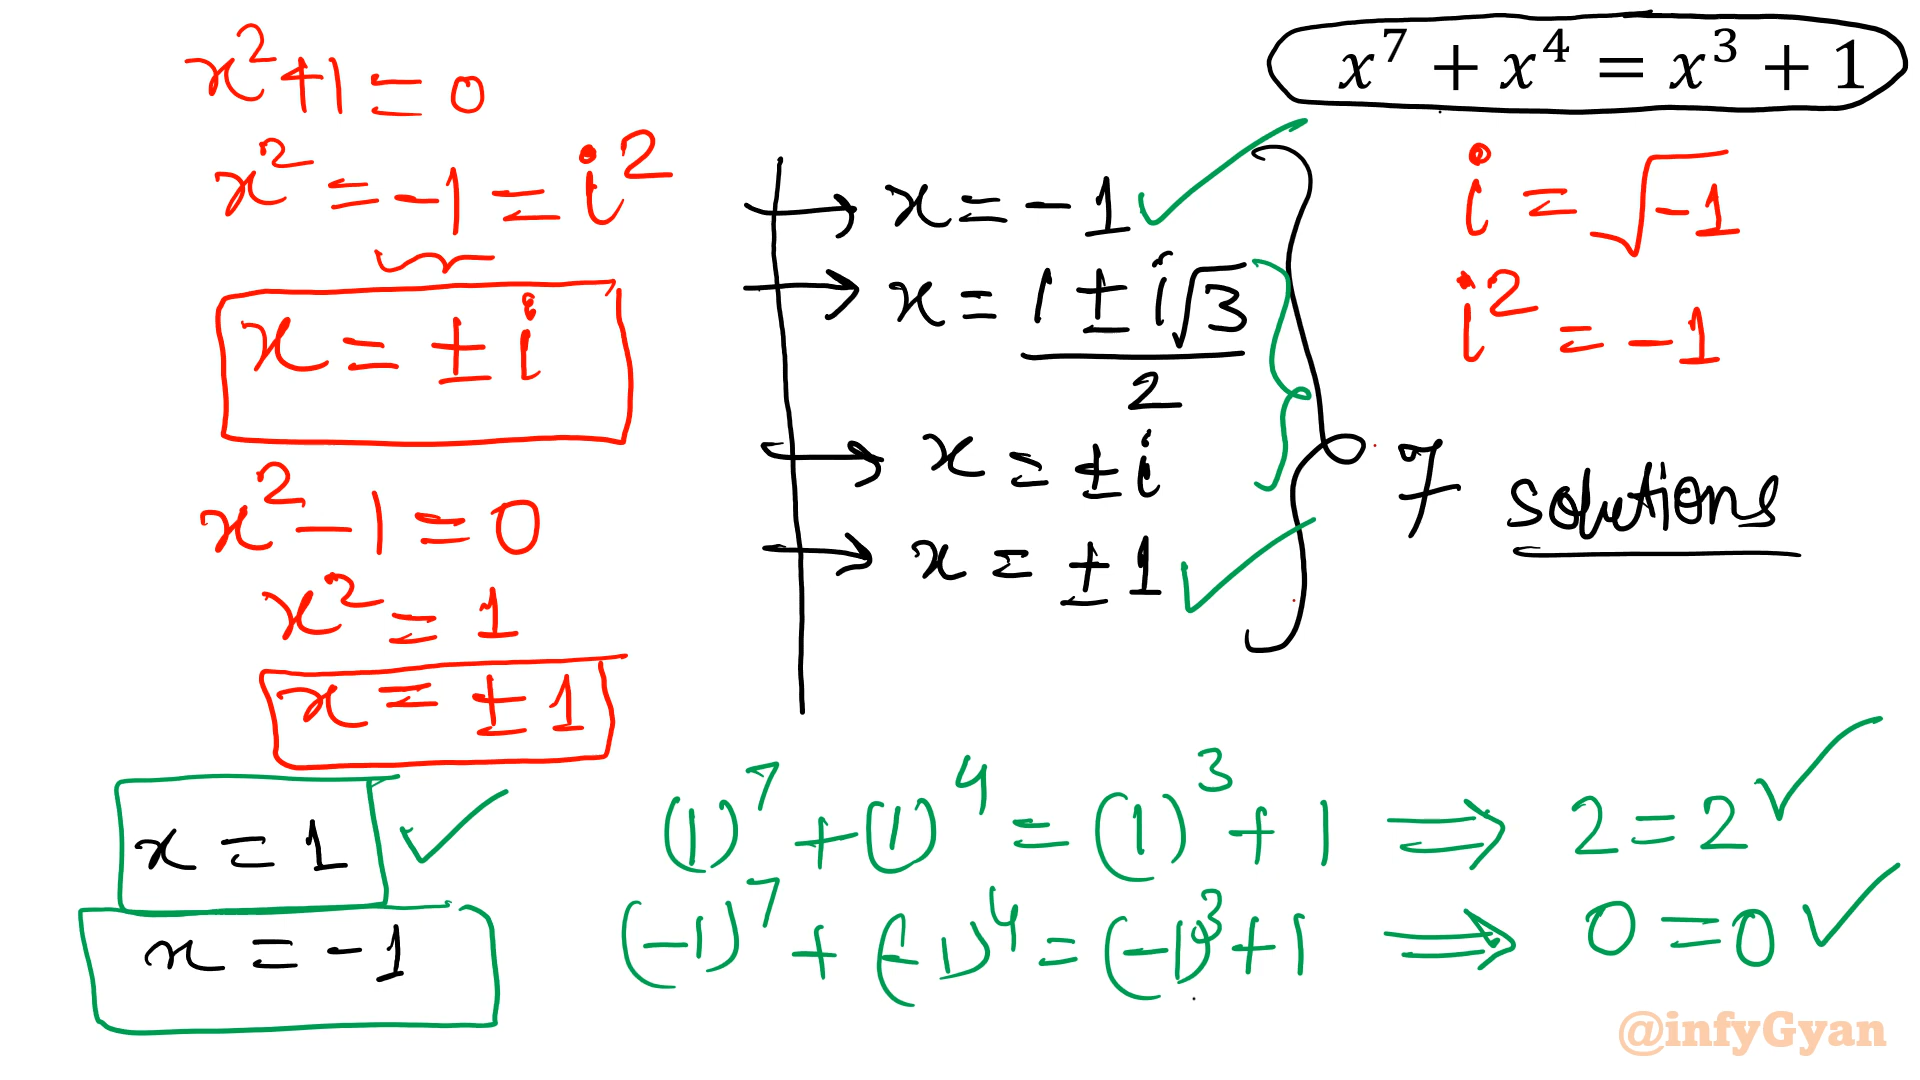 x⁷ + x⁴ = x³ + 1
x² + 1 = 0
x² = -1 = i²
x = ± i
x² - 1 = 0
x² = 1
x = ± 1
→ x = -1 ✓
→ x = (1 ± i√3)/2
→ x = ± i
→ x = ± 1 ✓
7 solutions
i = √-1
i² = -1
x = 1 ✓
x = -1
(1)⁷ + (1)⁴ = (1)³ + 1 ⇒ 2 = 2 ✓
(-1)⁷ + (-1)⁴ = (-1)³ + 1 ⇒ 0 = 0 ✓
@infyGyan